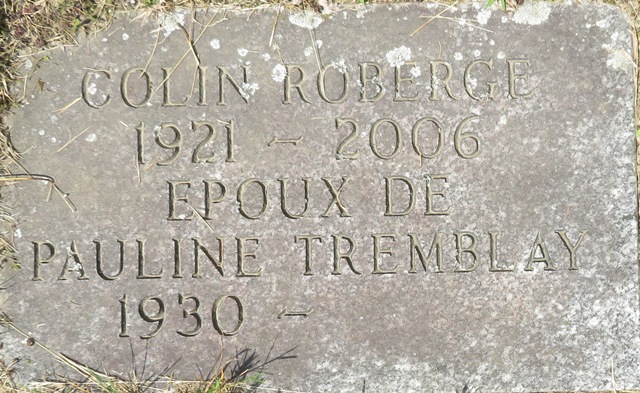 COLIN ROBERGE
1921 - 2006
EPOUX DE
PAULINE TREMBLAY
1930 -